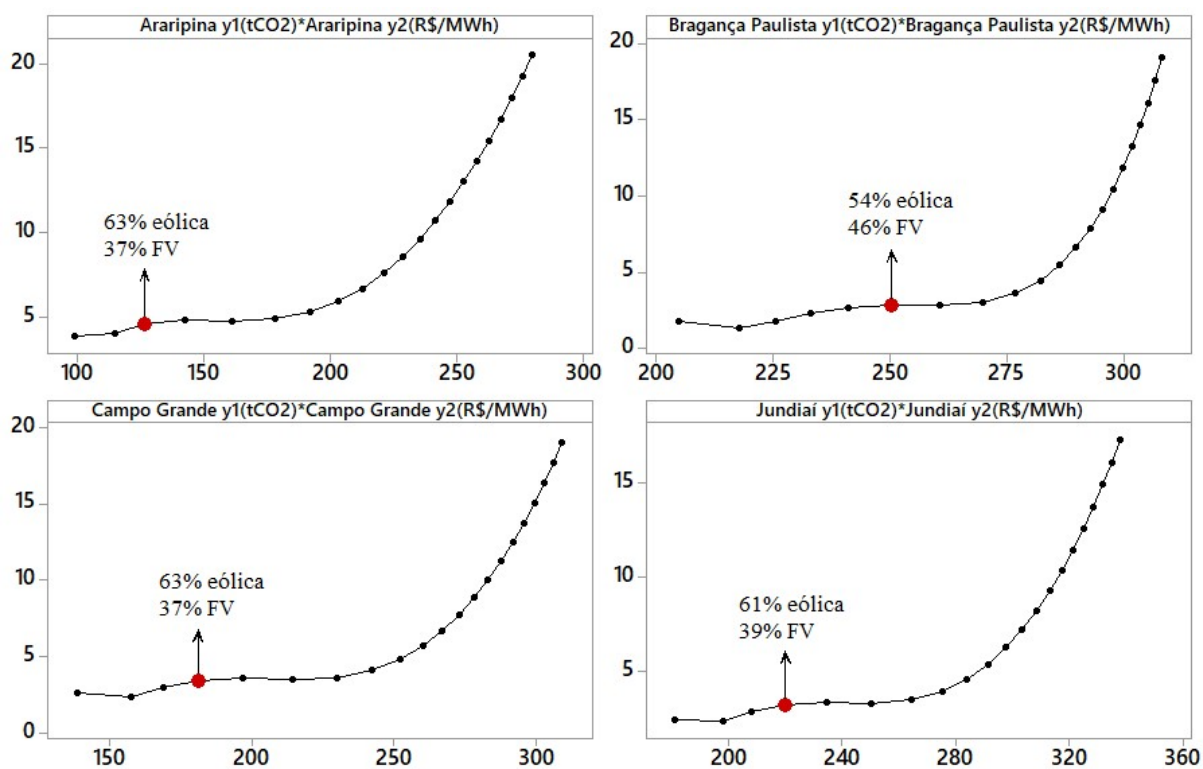 Araripina y1(tCO2)*Araripina y2(R$/MWh)
20
15
10
5
63% eólica
37% FV
100 150 200 250 300
Bragança Paulista y1(tCO2)*Bragança Paulista y2(R$/MWh)
20
15
10
5
0
54% eólica
46% FV
200 225 250 275 300
Campo Grande y1(tCO2)*Campo Grande y2(R$/MWh)
20
15
10
5
0
63% eólica
37% FV
150 200 250 300
Jundiaí y1(tCO2)*Jundiaí y2(R$/MWh)
15
10
5
61% eólica
39% FV
200 240 280 320 360